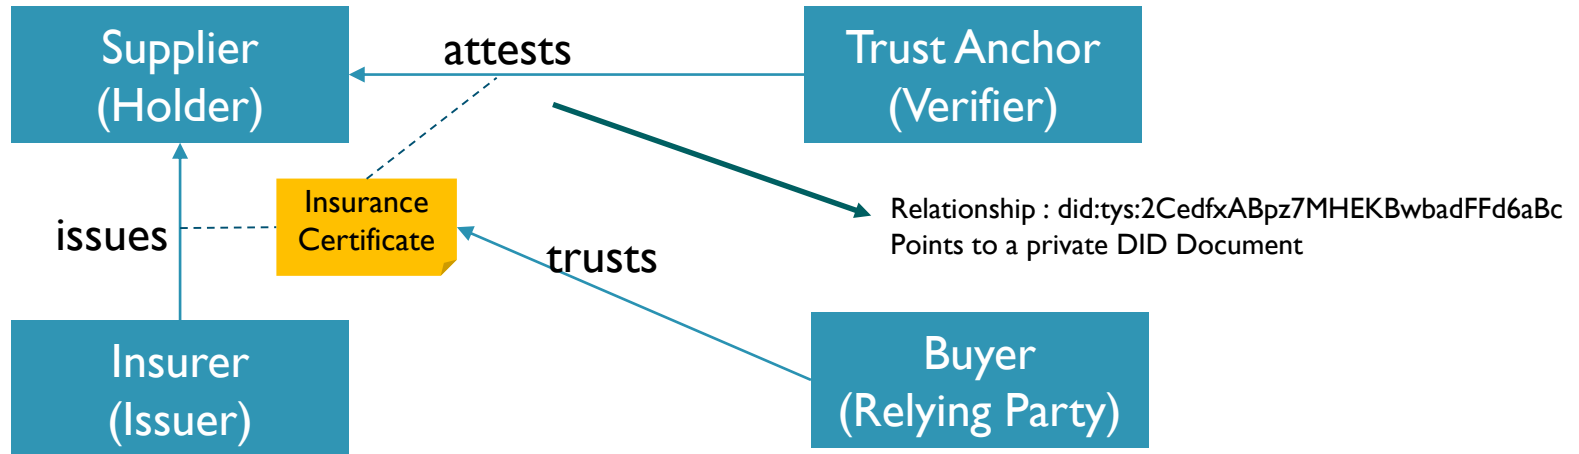 Supplier
(Holder)
attests
Trust Anchor
(Verifier)
Insurance
Certificate
issues
trusts
Relationship : did:tys:2CedfxABpz7MHEKBwbadFFd6aBc
Points to a private DID Document
Insurer
(Issuer)
Buyer
(Relying Party)